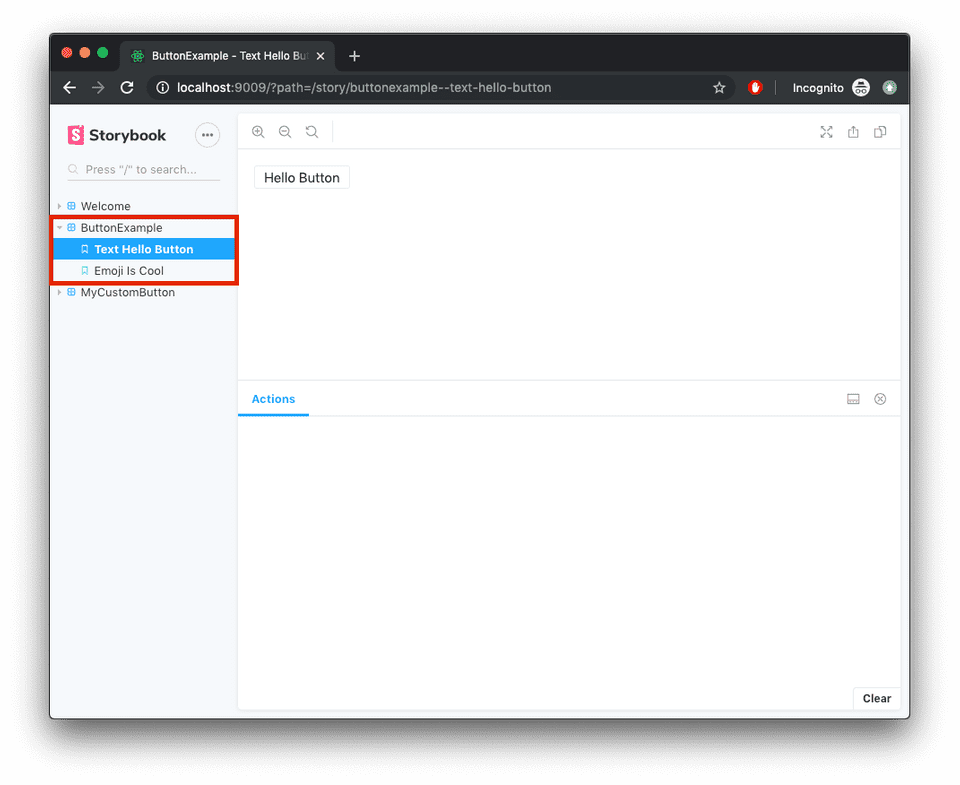 ButtonExample - Text Hello Bu
localhost:9009/?path=/story/buttonexample--text-hello-button
Incognito
Storybook
Press "/" to search...
Welcome
ButtonExample
Text Hello Button
Emoji Is Cool
MyCustomButton
Hello Button
Actions
Clear